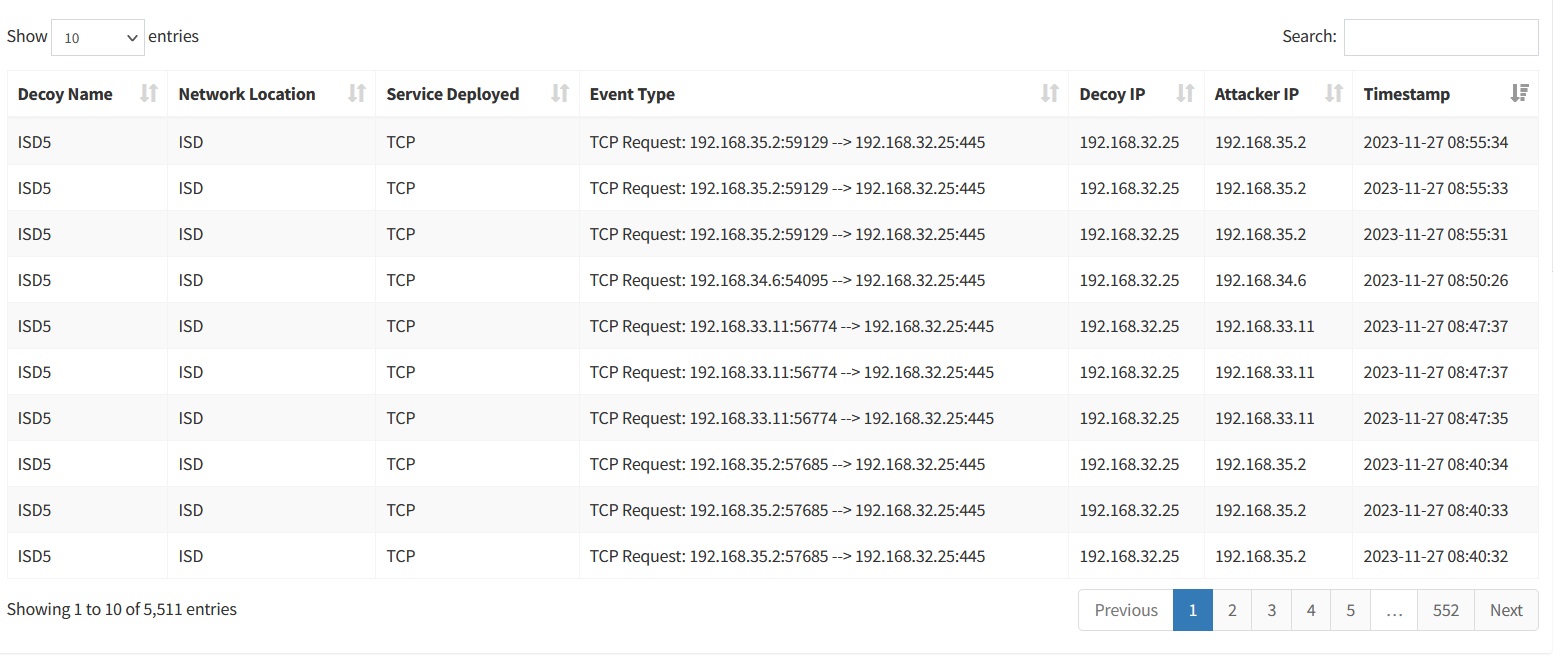 Show 10 entries Search:
Decoy Name Network Location Service Deployed Event Type Decoy IP Attacker IP Timestamp
ISD5 ISD TCP TCP Request: 192.168.35.2:59129 --> 192.168.32.25:445 192.168.32.25 192.168.35.2 2023-11-27 08:55:34
ISD5 ISD TCP TCP Request: 192.168.35.2:59129 --> 192.168.32.25:445 192.168.32.25 192.168.35.2 2023-11-27 08:55:33
ISD5 ISD TCP TCP Request: 192.168.35.2:59129 --> 192.168.32.25:445 192.168.32.25 192.168.35.2 2023-11-27 08:55:31
ISD5 ISD TCP TCP Request: 192.168.34.6:54095 --> 192.168.32.25:445 192.168.32.25 192.168.34.6 2023-11-27 08:50:26
ISD5 ISD TCP TCP Request: 192.168.33.11:56774 --> 192.168.32.25:445 192.168.32.25 192.168.33.11 2023-11-27 08:47:37
ISD5 ISD TCP TCP Request: 192.168.33.11:56774 --> 192.168.32.25:445 192.168.32.25 192.168.33.11 2023-11-27 08:47:37
ISD5 ISD TCP TCP Request: 192.168.33.11:56774 --> 192.168.32.25:445 192.168.32.25 192.168.33.11 2023-11-27 08:47:35
ISD5 ISD TCP TCP Request: 192.168.35.2:57685 --> 192.168.32.25:445 192.168.32.25 192.168.35.2 2023-11-27 08:40:34
ISD5 ISD TCP TCP Request: 192.168.35.2:57685 --> 192.168.32.25:445 192.168.32.25 192.168.35.2 2023-11-27 08:40:33
ISD5 ISD TCP TCP Request: 192.168.35.2:57685 --> 192.168.32.25:445 192.168.32.25 192.168.35.2 2023-11-27 08:40:32
Showing 1 to 10 of 5,511 entries Previous 1 2 3 4 5 … 552 Next